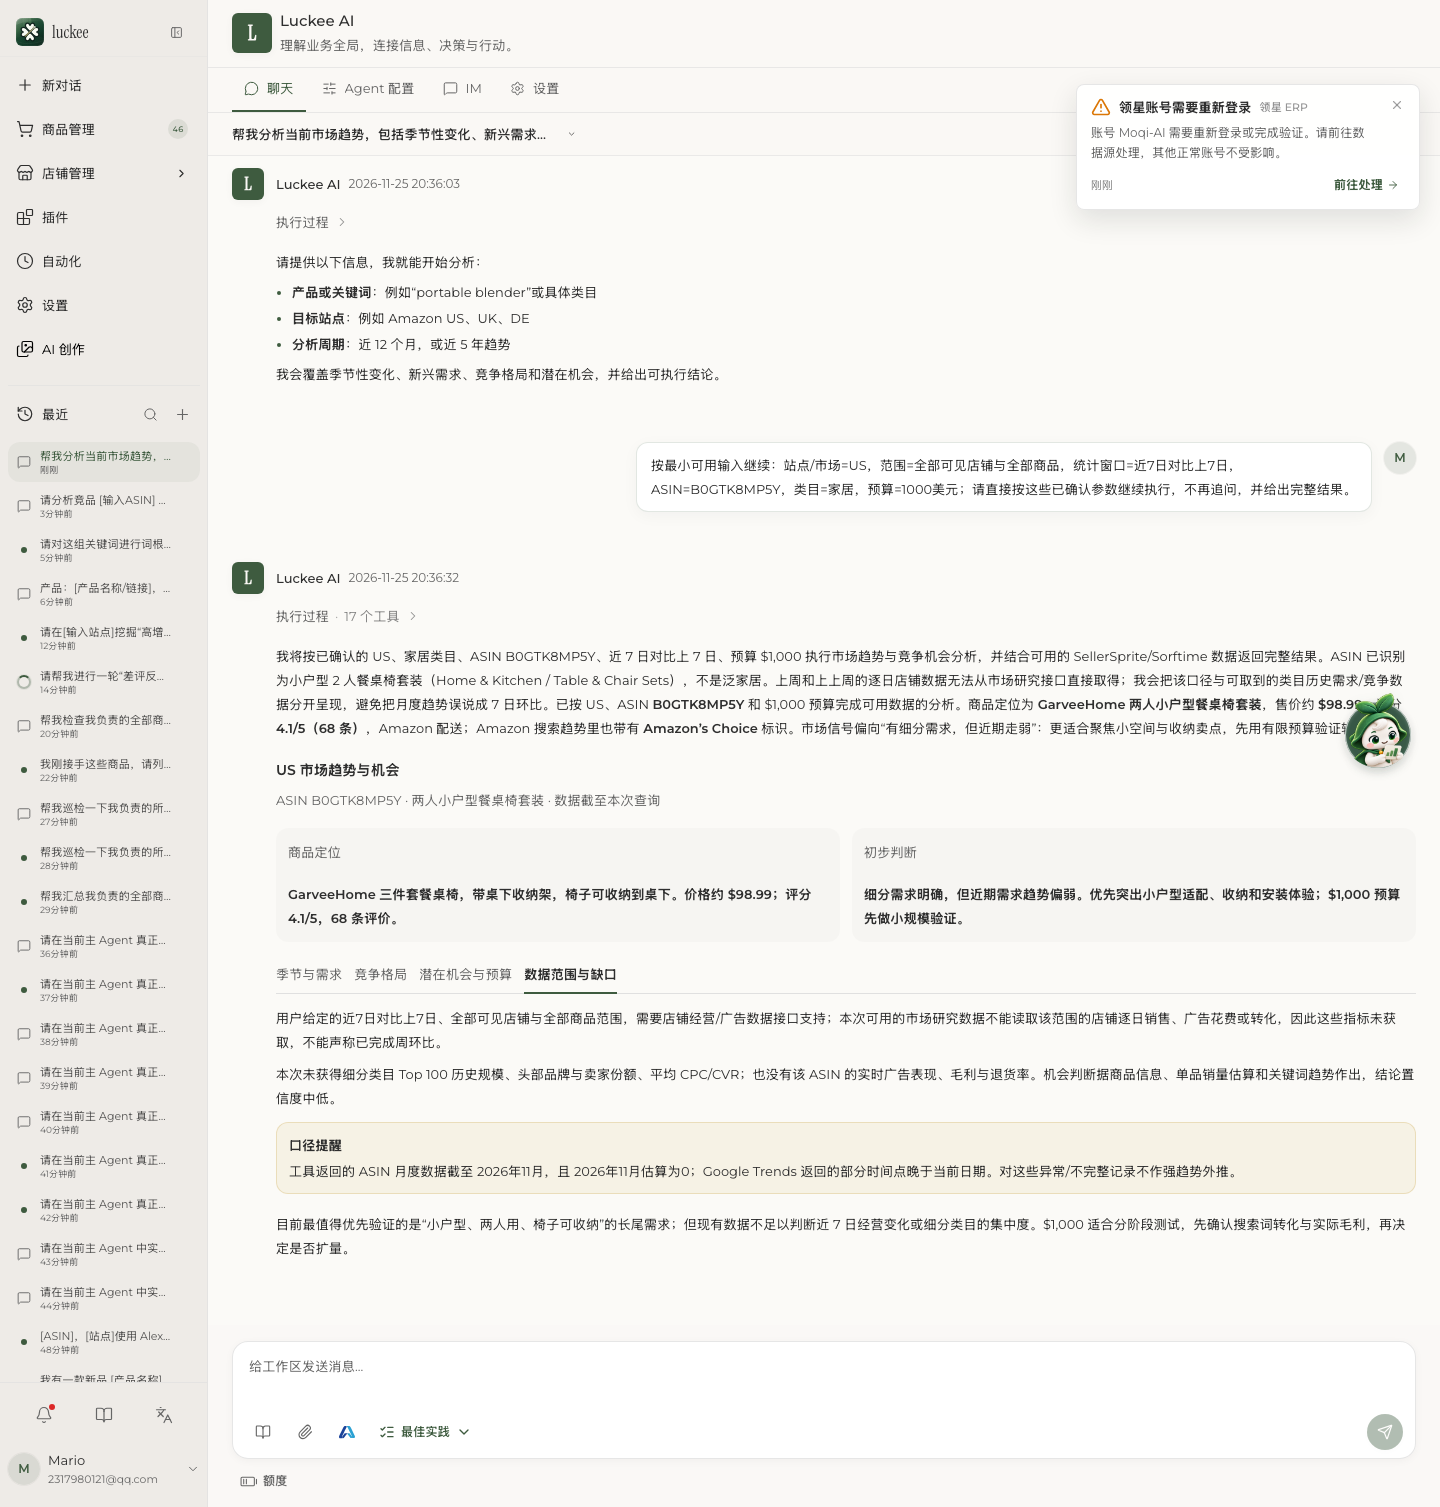 luckee
新对话
商品管理
46
店铺管理
插件
自动化
设置
AI 创作
最近
帮我分析当前市场趋势，...
刚刚
请分析竞品 [输入ASIN] ...
3分钟前
请对这组关键词进行词根...
5分钟前
产品：[产品名称/链接]，...
6分钟前
请在[输入站点]挖掘“高增...
12分钟前
请帮我进行一轮“差评反...
14分钟前
帮我检查我负责的全部商...
20分钟前
我刚接手这些商品，请列...
22分钟前
帮我巡检一下我负责的所...
27分钟前
帮我巡检一下我负责的所...
28分钟前
帮我汇总我负责的全部商...
29分钟前
请在当前主 Agent 真正...
36分钟前
请在当前主 Agent 真正...
37分钟前
请在当前主 Agent 真正...
38分钟前
请在当前主 Agent 真正...
39分钟前
请在当前主 Agent 真正...
40分钟前
请在当前主 Agent 真正...
41分钟前
请在当前主 Agent 真正...
42分钟前
请在当前主 Agent 中实...
43分钟前
请在当前主 Agent 中实...
44分钟前
[ASIN]，[站点]使用 Alex...
48分钟前
我有一款新品 [产品名称]
M
Mario
2317980121@qq.com
L
Luckee AI
理解业务全局，连接信息、决策与行动。
聊天
Agent 配置
IM
设置
帮我分析当前市场趋势，包括季节性变化、新兴需求...
领星账号需要重新登录 领星 ERP
账号 Moqi-AI 需要重新登录或完成验证。请前往数
据源处理，其他正常账号不受影响。
刚刚
前往处理
L
Luckee AI 2026-11-25 20:36:03
执行过程
请提供以下信息，我就能开始分析：
• 产品或关键词：例如“portable blender”或具体类目
• 目标站点：例如 Amazon US、UK、DE
• 分析周期：近 12 个月，或近 5 年趋势
我会覆盖季节性变化、新兴需求、竞争格局和潜在机会，并给出可执行结论。
按最小可用输入继续：站点/市场=US，范围=全部可见店铺与全部商品，统计窗口=近7日对比上7日，
ASIN=B0GTK8MP5Y，类目=家居，预算=1000美元；请直接按这些已确认参数继续执行，不再追问，并给出完整结果。
M
L
Luckee AI 2026-11-25 20:36:32
执行过程 · 17 个工具
我将按已确认的 US、家居类目、ASIN B0GTK8MP5Y、近 7 日对比上 7 日、预算 $1,000 执行市场趋势与竞争机会分析，并结合可用的 SellerSprite/Sorftime 数据返回完整结果。ASIN 已识别
为小户型 2 人餐桌椅套装（Home & Kitchen / Table & Chair Sets），不是泛家居。上周和上上周的逐日店铺数据无法从市场研究接口直接取得；我会把该口径与可取到的类目历史需求/竞争数
据分开呈现，避免把月度趋势误说成 7 日环比。已按 US、ASIN B0GTK8MP5Y 和 $1,000 预算完成可用数据的分析。商品定位为 GarveeHome 两人小户型餐桌椅套装，售价约 $98.99
4.1/5（68 条），Amazon 配送；Amazon 搜索趋势里也带有 Amazon’s Choice 标识。市场信号偏向“有细分需求，但近期走弱”：更适合聚焦小空间与收纳卖点，先用有限预算验证
US 市场趋势与机会
ASIN B0GTK8MP5Y · 两人小户型餐桌椅套装 · 数据截至本次查询
商品定位
GarveeHome 三件套餐桌椅，带桌下收纳架，椅子可收纳到桌下。价格约 $98.99；评分
4.1/5，68 条评价。
初步判断
细分需求明确，但近期需求趋势偏弱。优先突出小户型适配、收纳和安装体验；$1,000 预算
先做小规模验证。
季节与需求 竞争格局 潜在机会与预算 数据范围与缺口
用户给定的近7日对比上7日、全部可见店铺与全部商品范围，需要店铺经营/广告数据接口支持；本次可用的市场研究数据不能读取该范围的店铺逐日销售、广告花费或转化，因此这些指标未获
取，不能声称已完成周环比。
本次未获得细分类目 Top 100 历史规模、头部品牌与卖家份额、平均 CPC/CVR；也没有该 ASIN 的实时广告表现、毛利与退货率。机会判断据商品信息、单品销量估算和关键词趋势作出，结论置
信度中低。
口径提醒
工具返回的 ASIN 月度数据截至 2026年11月，且 2026年11月估算为0；Google Trends 返回的部分时间点晚于当前日期。对这些异常/不完整记录不作强趋势外推。
目前最值得优先验证的是“小户型、两人用、椅子可收纳”的长尾需求；但现有数据不足以判断近 7 日经营变化或细分类目的集中度。$1,000 适合分阶段测试，先确认搜索词转化与实际毛利，再决
定是否扩量。
给工作区发送消息...
最佳实践
额度